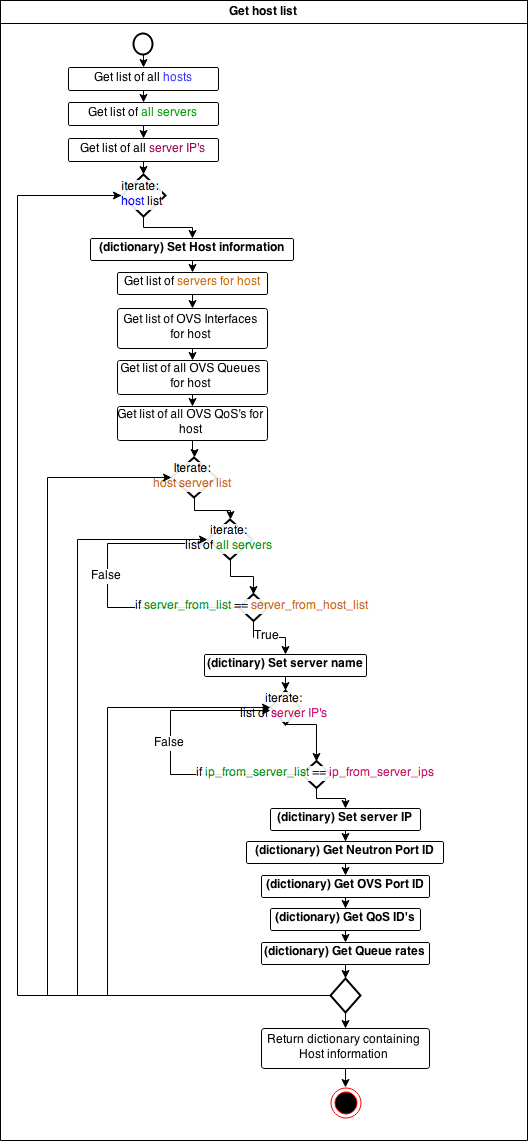 Get host list
Get list of all hosts
Get list of all servers
Get list of all server IP's
iterate:
host list
(dictionary) Set Host information
Get list of servers for host
Get list of OVS Interfaces
for host
Get list of all OVS Queues
for host
Get list of all OVS QoS's for
host
Iterate:
host server list
iterate:
list of all servers
False
if server_from_list == server_from_host_list
True
(dictinary) Set server name
iterate:
list of server IP's
False
if ip_from_server_list == ip_from_server_ips
(dictinary) Set server IP
(dictionary) Get Neutron Port ID
(dictionary) Get OVS Port ID
(dictionary) Get QoS ID's
(dictionary) Get Queue rates
Return dictionary containing
Host information